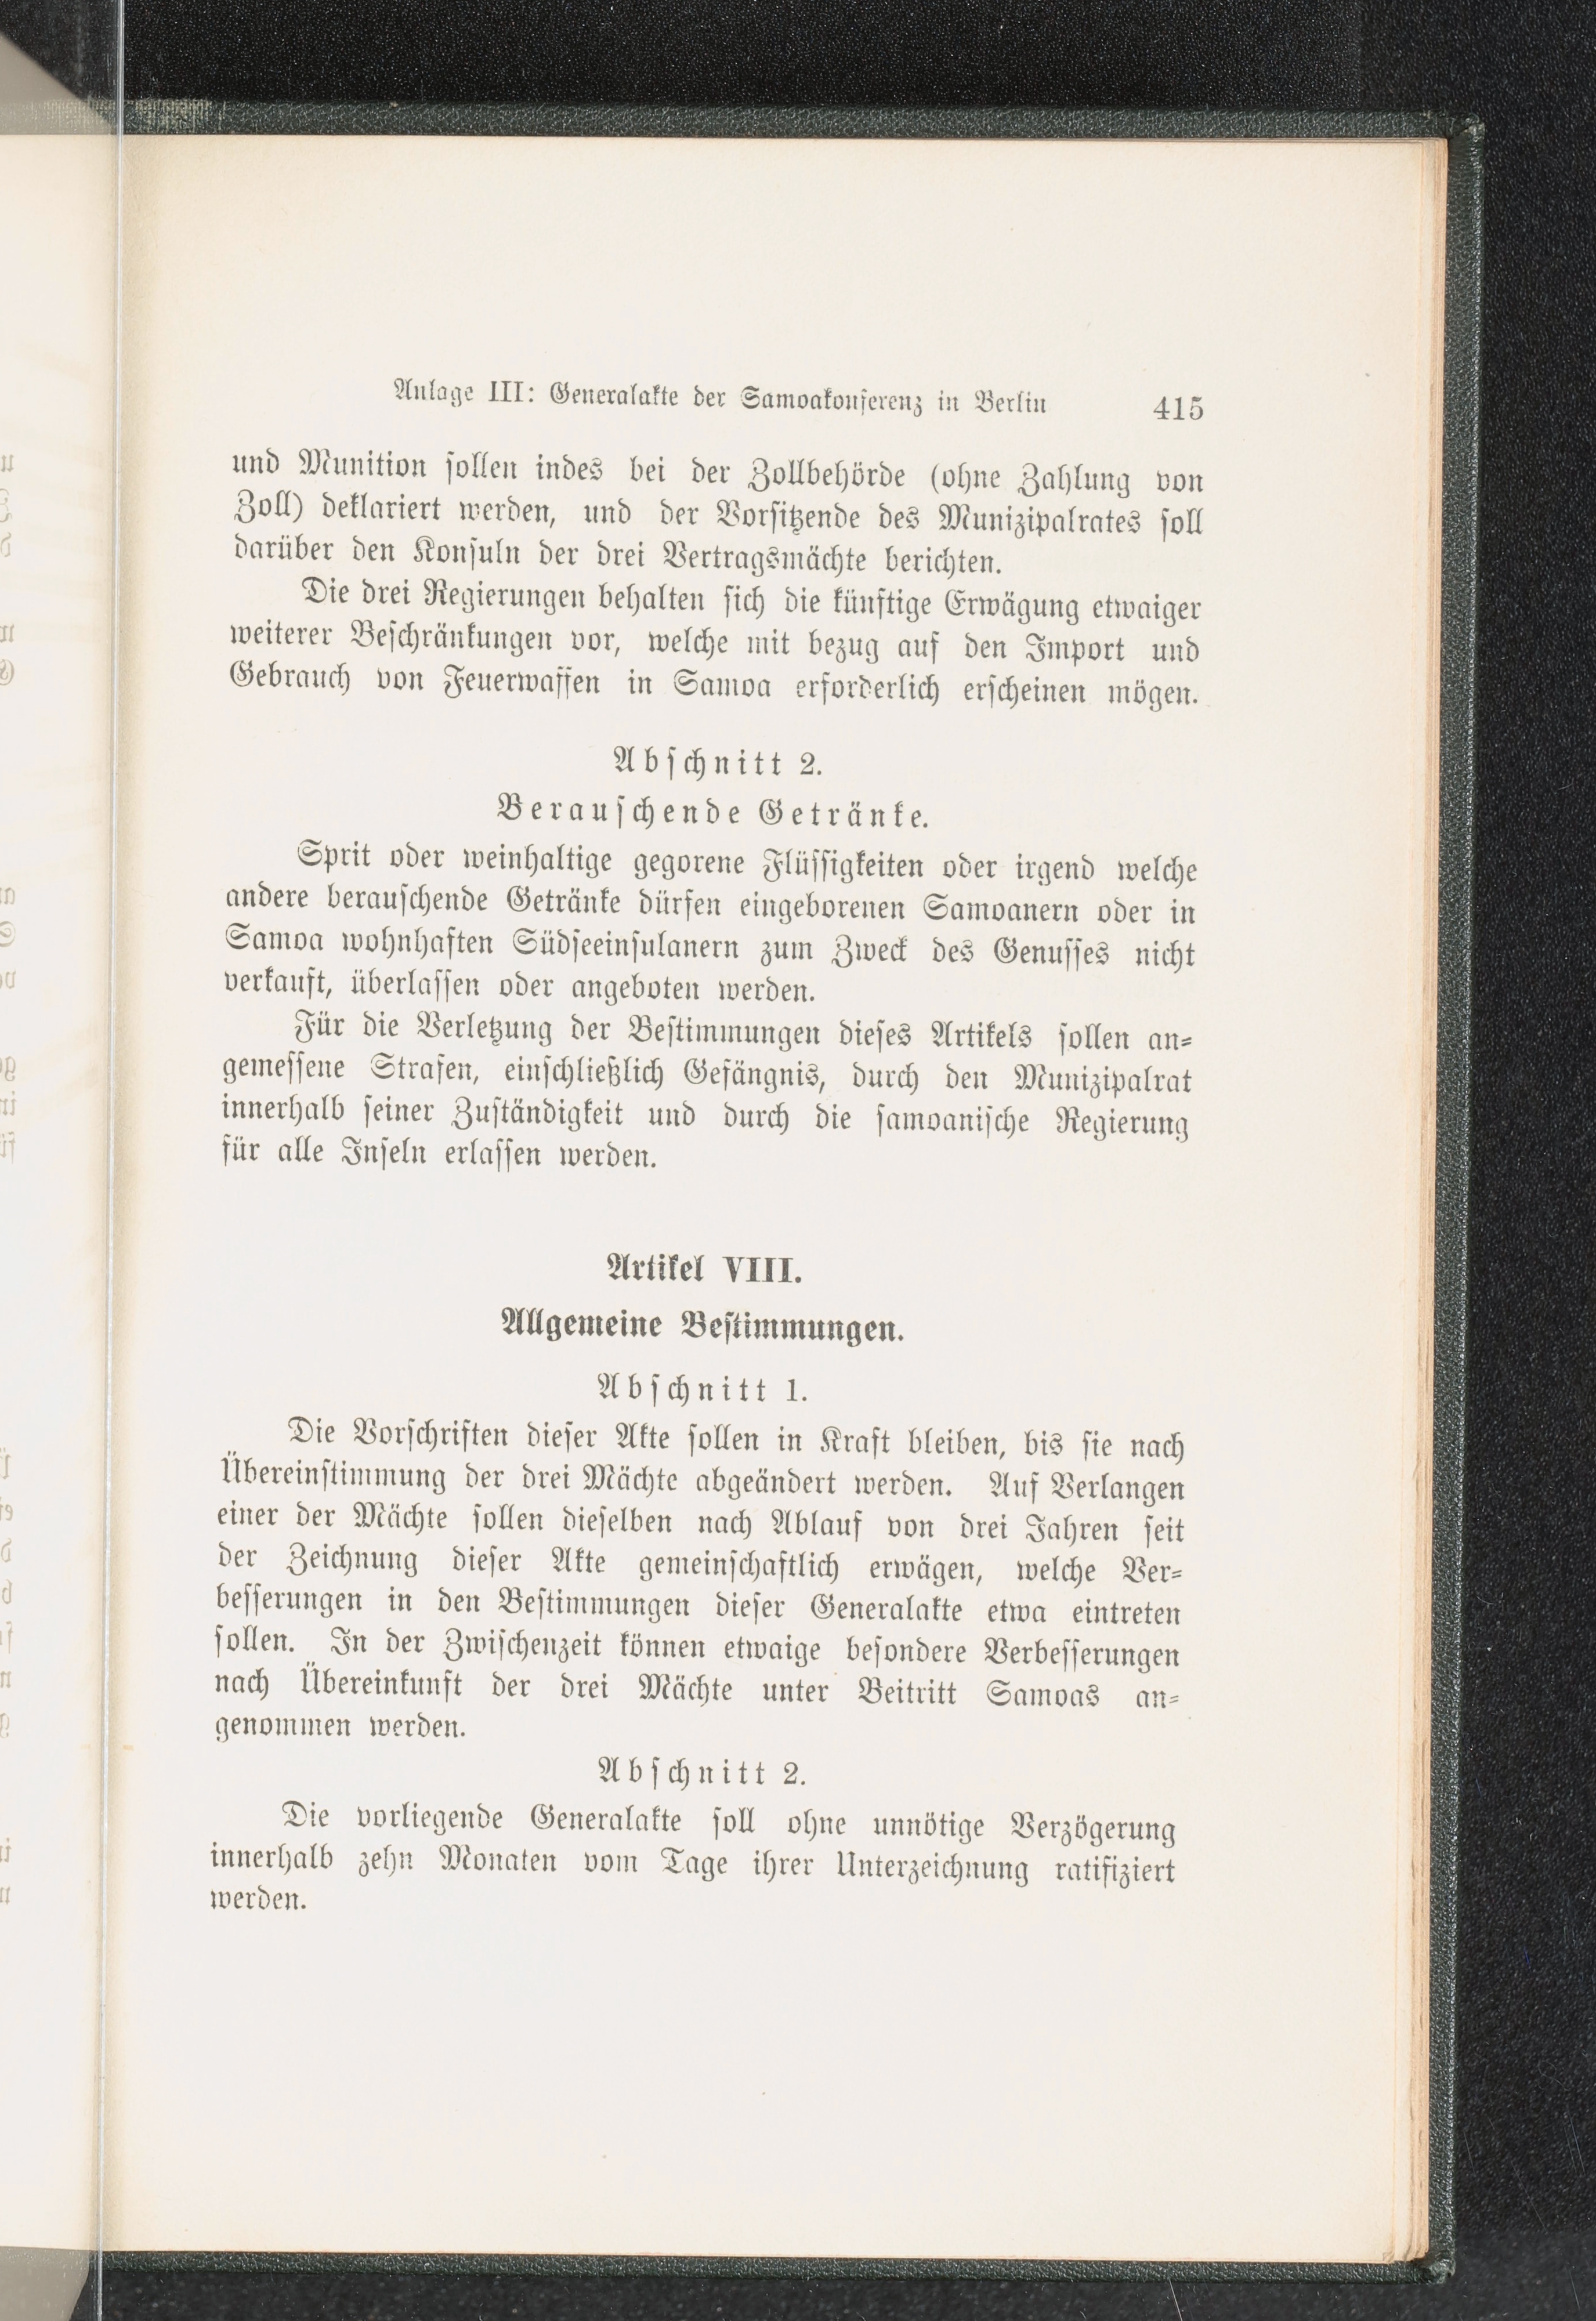 Anlage III: Generalakte der Samoakonferenz in Berlin 415
und Munition sollen indes bei der Zollbehörde (ohne Zahlung von
Zoll) deklariert werden, und der Vorsitzende des Munizipalrates soll
darüber den Konsuln der drei Vertragsmächte berichten.
Die drei Regierungen behalten sich die künftige Erwägung etwaiger
weiterer Beschränkungen vor, welche mit bezug auf den Import und
Gebrauch von Feuerwaffen in Samoa erforderlich erscheinen mögen.
Abschnitt 2.
Berauschende Getränke.
Sprit oder weinhaltige gegorene Flüssigkeiten oder irgend welche
andere berauschende Getränke dürfen eingeborenen Samoanern oder in
Samoa wohnhaften Südseeinsulanern zum Zweck des Genusses nicht
verkauft, überlassen oder angeboten werden.
Für die Verletzung der Bestimmungen dieses Artikels sollen an-
gemessene Strafen, einschließlich Gefängnis, durch den Munizipalrat
innerhalb seiner Zuständigkeit und durch die samoanische Regierung
für alle Inseln erlassen werden.
Artikel VIII.
Allgemeine Bestimmungen.
Abschnitt 1.
Die Vorschriften dieser Akte sollen in Kraft bleiben, bis sie nach
Übereinstimmung der drei Mächte abgeändert werden. Auf Verlangen
einer der Mächte sollen dieselben nach Ablauf von drei Jahren seit
der Zeichnung dieser Akte gemeinschaftlich erwägen, welche Ver-
besserungen in den Bestimmungen dieser Generalakte etwa eintreten
sollen. In der Zwischenzeit können etwaige besondere Verbesserungen
nach Übereinkunft der drei Mächte unter Beitritt Samoas an-
genommen werden.
Abschnitt 2.
Die vorliegende Generalakte soll ohne unnötige Verzögerung
innerhalb zehn Monaten vom Tage ihrer Unterzeichnung ratifiziert
werden.